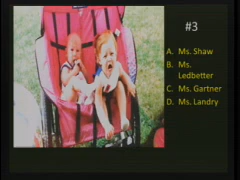 #3
A. Ms. Shaw
B. Ms.
Ledbetter
C. Ms. Gartner
D. Ms. Landry